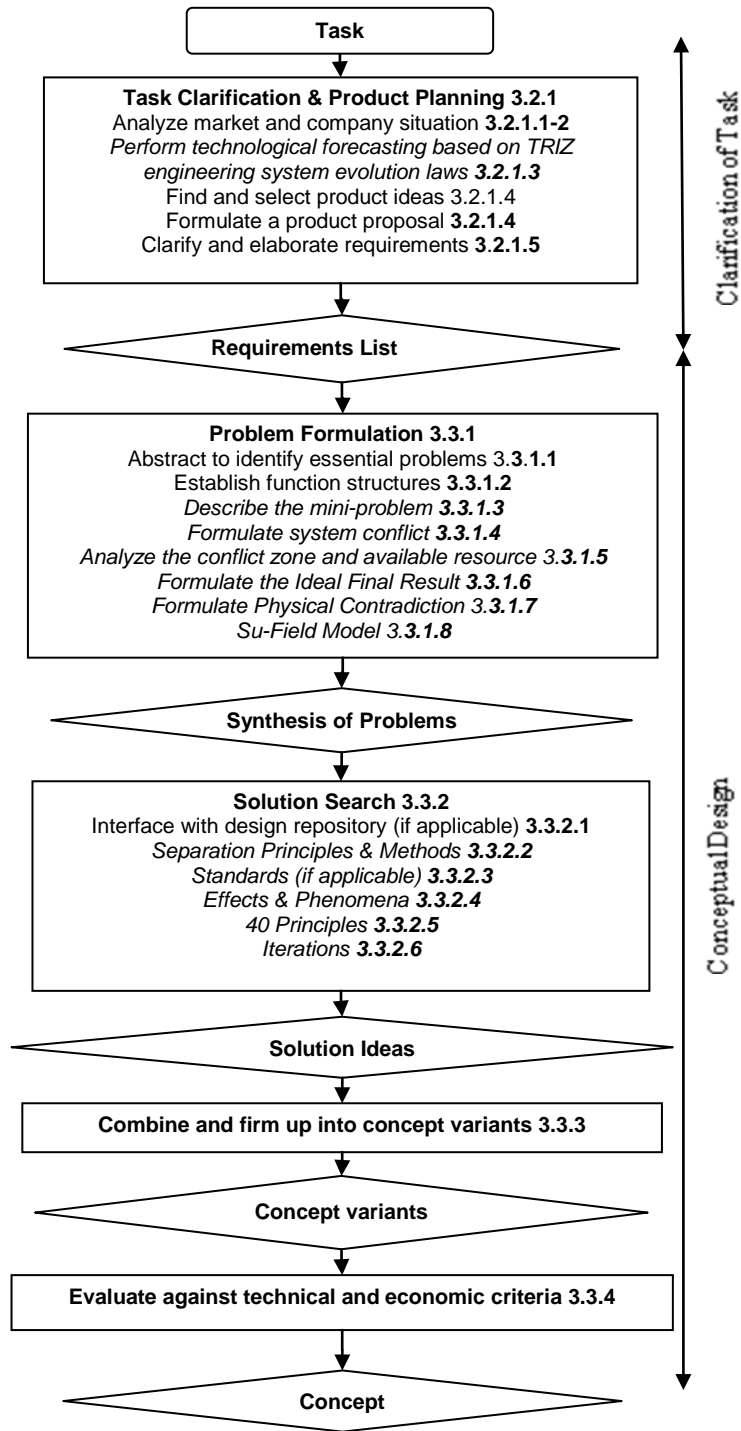 Task
Task Clarification & Product Planning 3.2.1
Analyze market and company situation 3.2.1.1-2
Perform technological forecasting based on TRIZ
engineering system evolution laws 3.2.1.3
Find and select product ideas 3.2.1.4
Formulate a product proposal 3.2.1.4
Clarify and elaborate requirements 3.2.1.5
Clarification of Task
Requirements List
Problem Formulation 3.3.1
Abstract to identify essential problems 3.3.1.1
Establish function structures 3.3.1.2
Describe the mini-problem 3.3.1.3
Formulate system conflict 3.3.1.4
Analyze the conflict zone and available resource 3.3.1.5
Formulate the Ideal Final Result 3.3.1.6
Formulate Physical Contradiction 3.3.1.7
Su-Field Model 3.3.1.8
Synthesis of Problems
Solution Search 3.3.2
Interface with design repository (if applicable) 3.3.2.1
Separation Principles & Methods 3.3.2.2
Standards (if applicable) 3.3.2.3
Effects & Phenomena 3.3.2.4
40 Principles 3.3.2.5
Iterations 3.3.2.6
Conceptual Design
Solution Ideas
Combine and firm up into concept variants 3.3.3
Concept variants
Evaluate against technical and economic criteria 3.3.4
Concept